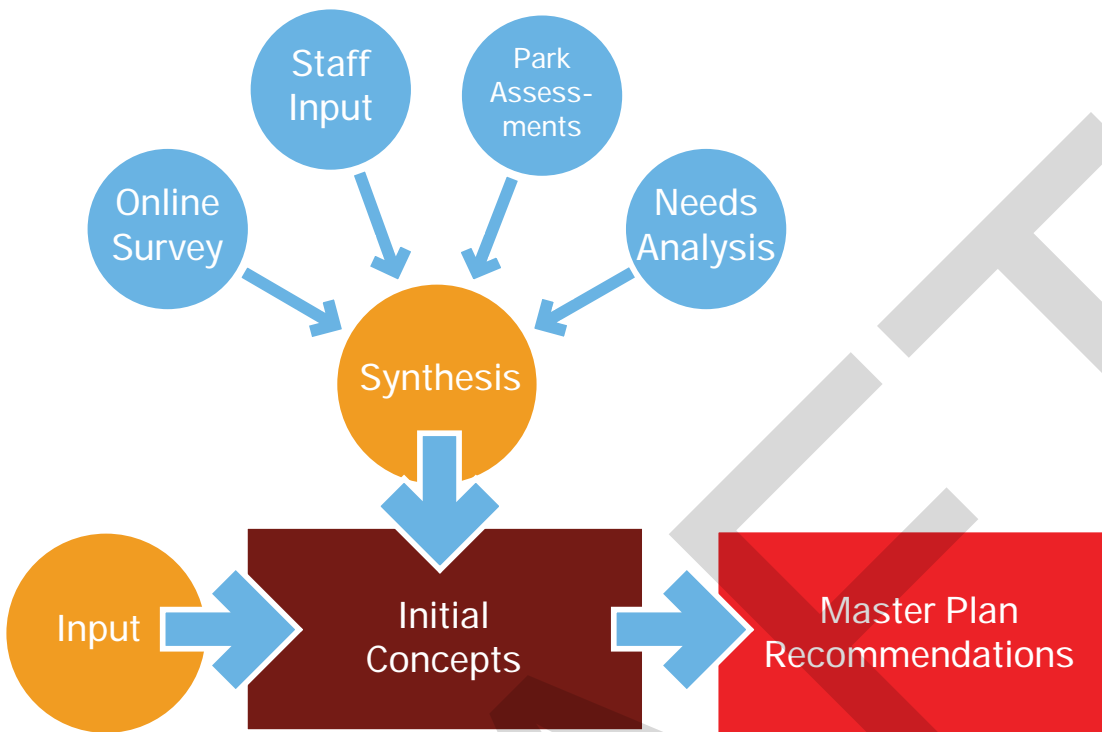 Staff
Input
Park
Assess-
ments
Online
Survey
Needs
Analysis
Synthesis
Input
Initial
Concepts
Master Plan
Recommendations